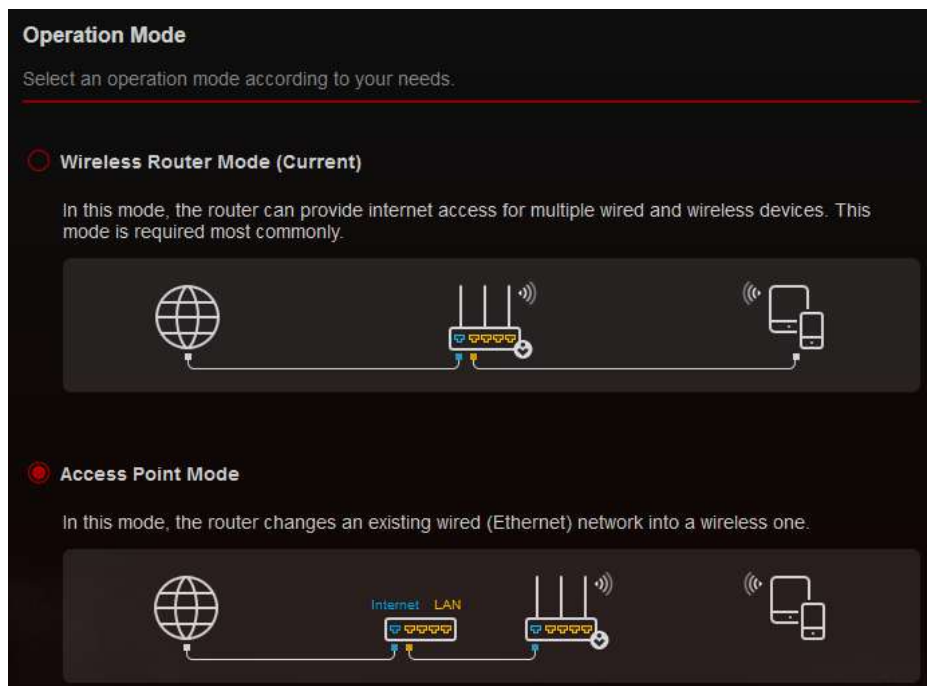 Operation Mode
Select an operation mode according to your needs.
Wireless Router Mode (Current)
In this mode, the router can provide internet access for multiple wired and wireless devices. This
mode is required most commonly.
Access Point Mode
In this mode, the router changes an existing wired (Ethernet) network into a wireless one.
Internet LAN